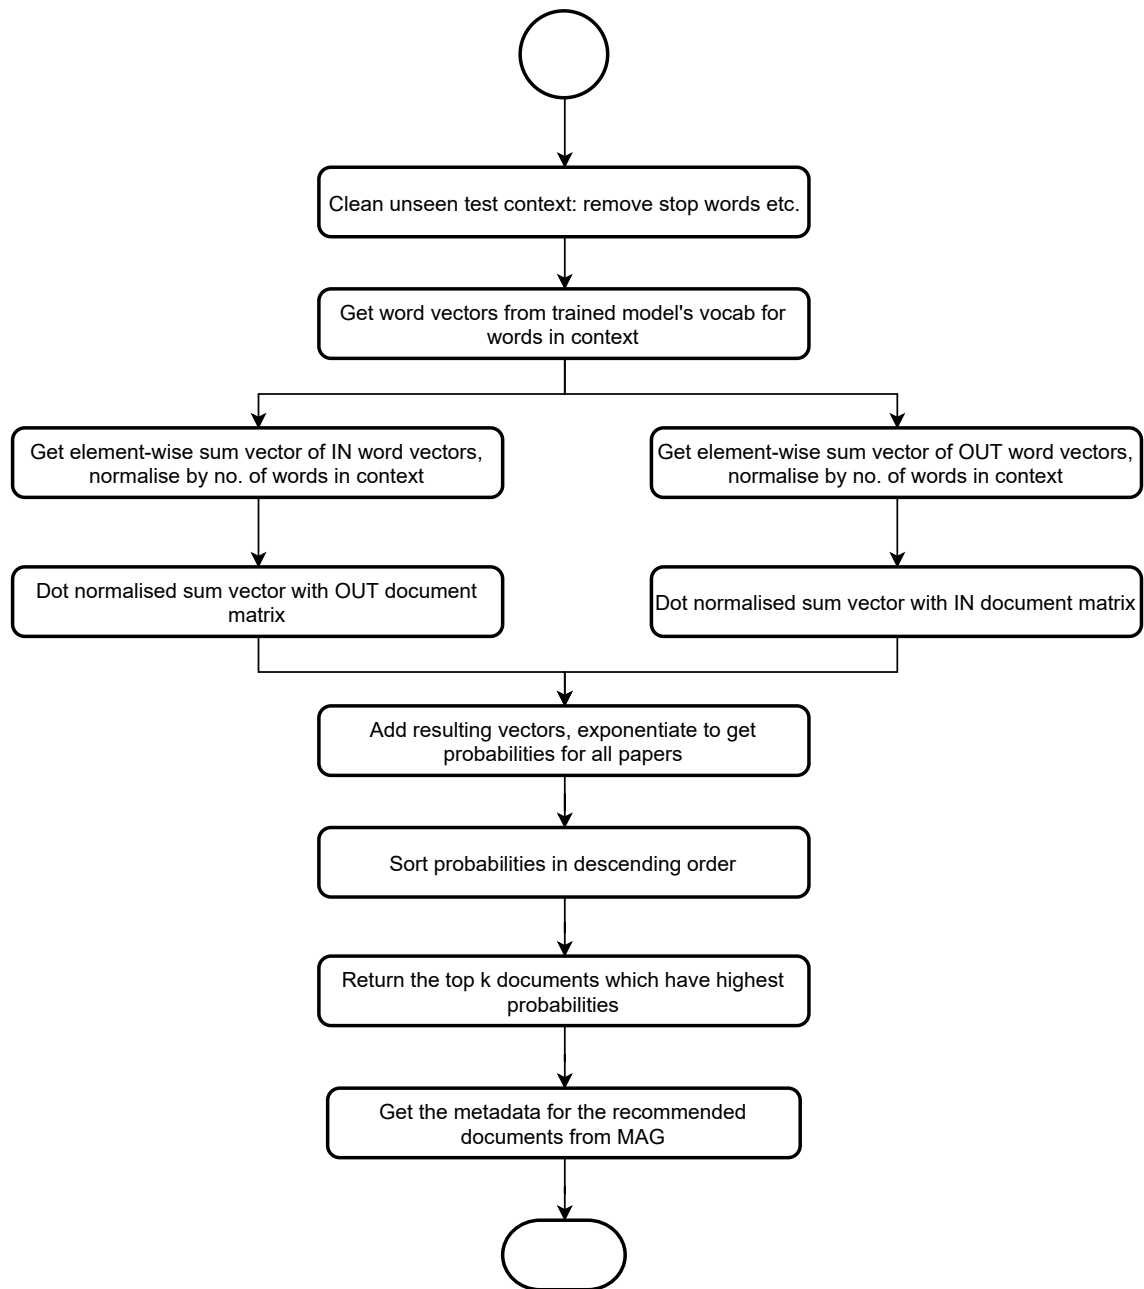 Clean unseen test context: remove stop words etc.
Get word vectors from trained model's vocab for
words in context
Get element-wise sum vector of IN word vectors,
normalise by no. of words in context
Get element-wise sum vector of OUT word vectors,
normalise by no. of words in context
Dot normalised sum vector with OUT document
matrix
Dot normalised sum vector with IN document matrix
Add resulting vectors, exponentiate to get
probabilities for all papers
Sort probabilities in descending order
Return the top k documents which have highest
probabilities
Get the metadata for the recommended
documents from MAG